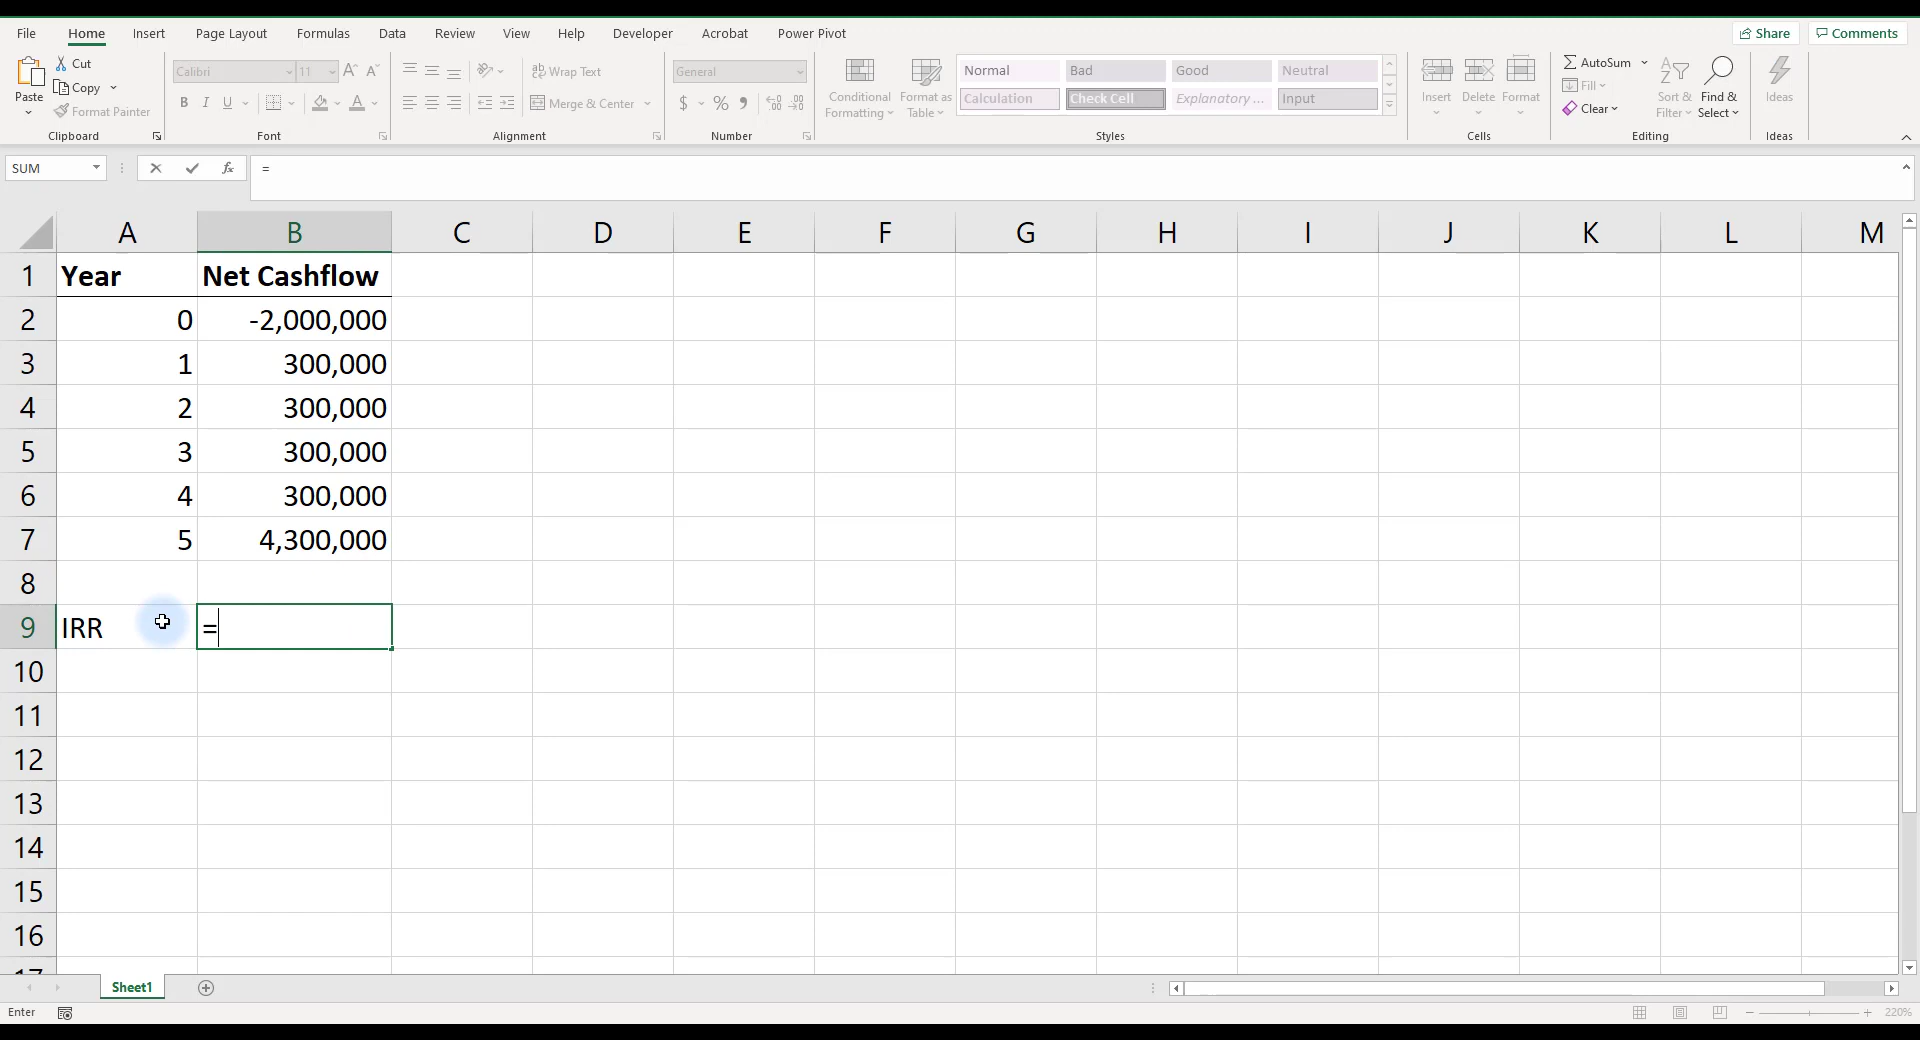 File Home Insert Page Layout Formulas Data Review View Help Developer Acrobat Power Pivot Share Comments
Paste
Cut
Copy
Format Painter
Clipboard
Calibri 11 A A
B I U A
Font
ab Wrap Text
Merge & Center
Alignment
General
$ % 9
Number
Conditional Formatting
Format as Table
Normal Bad Good Neutral
Calculation Check Cell Explanatory ... Input
Styles
Insert Delete Format
Cells
AutoSum
Fill
Clear
Sort & Filter
Find & Select
Editing
Ideas
Ideas
SUM fx =
A B C D E F G H I J K L M
1 Year Net Cashflow
2 0 -2,000,000
3 1 300,000
4 2 300,000
5 3 300,000
6 4 300,000
7 5 4,300,000
8
9 IRR =
10
11
12
13
14
15
16
17
Sheet1
Enter 220%